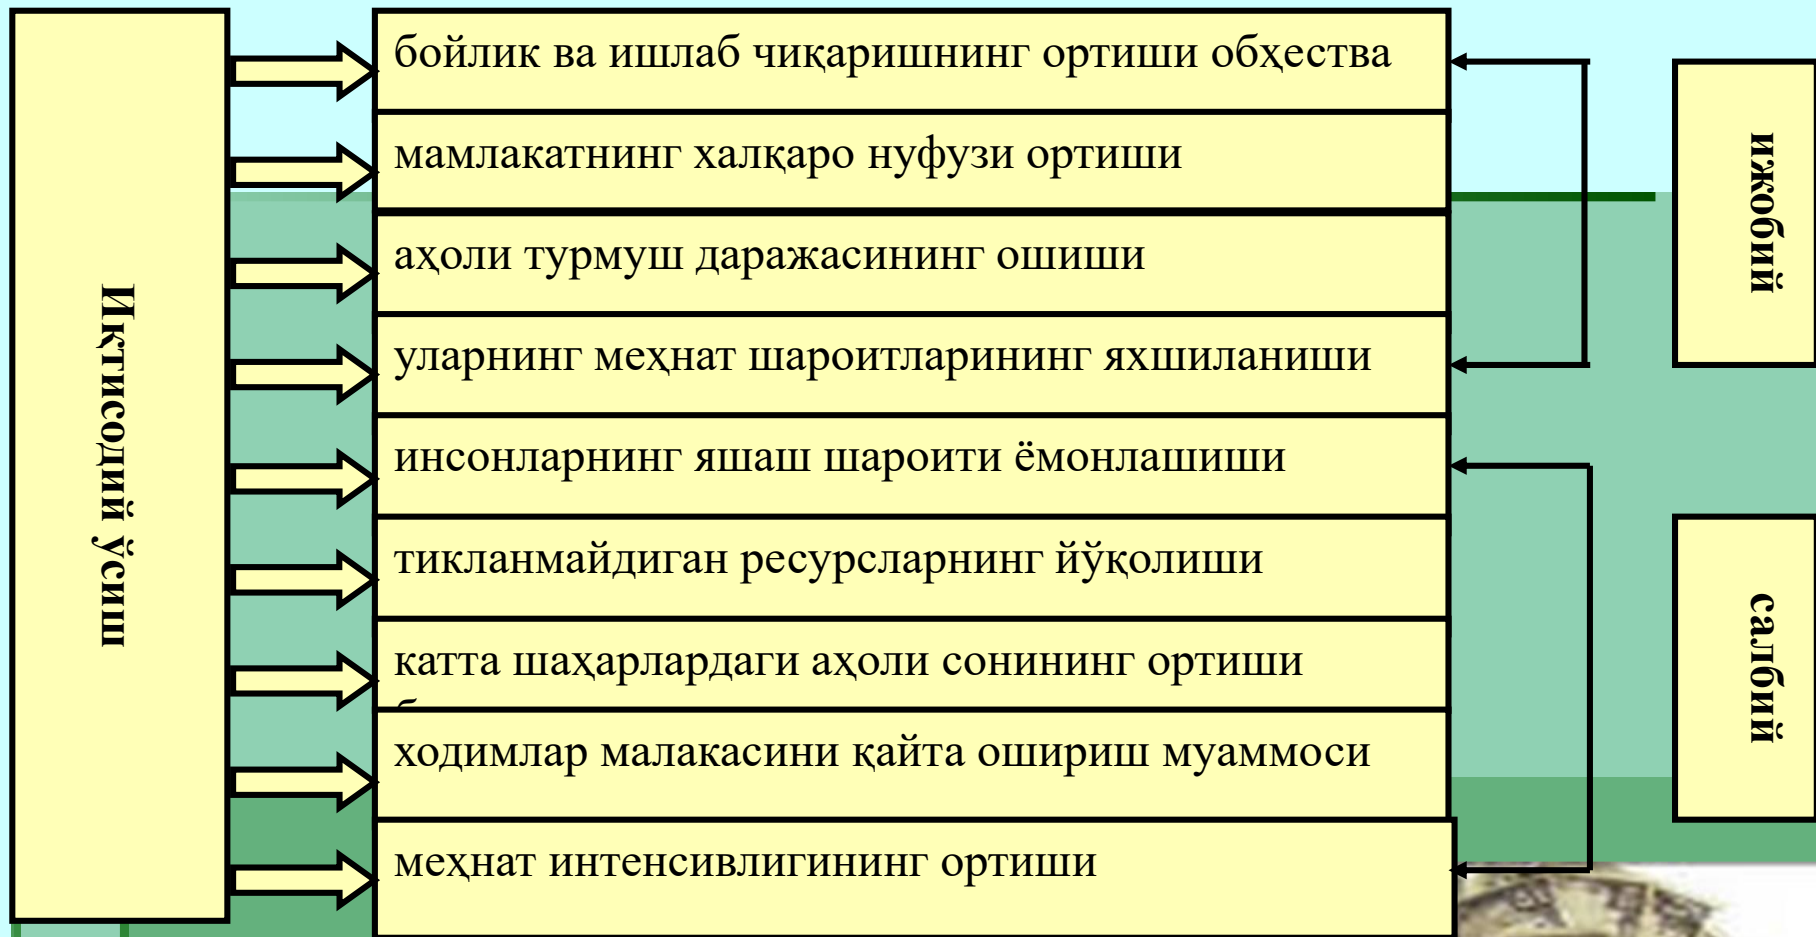 Иқтисодий ўсиш
бойлик ва ишлаб чиқаришнинг ортиши обҳества
мамлакатнинг халқаро нуфузи ортиши
аҳоли турмуш даражасининг ошиши
уларнинг меҳнат шароитларининг яхшиланиши
инсонларнинг яшаш шароити ёмонлашиши
тикланмайдиган ресурсларнинг йўқолиши
катта шаҳарлардаги аҳоли сонининг ортиши
ходимлар малакасини қайта ошириш муаммоси
меҳнат интенсивлигининг ортиши
ижобий
салбий